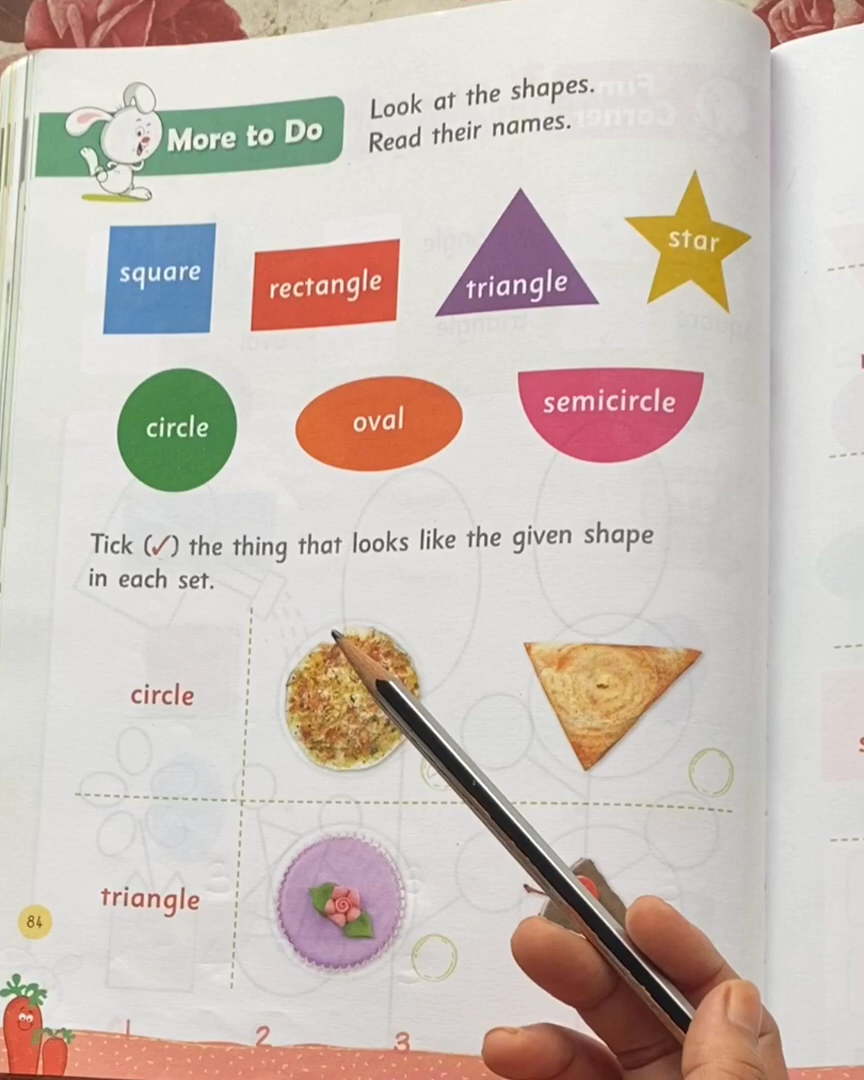 More to Do
Look at the shapes.
Read their names.
square
rectangle
triangle
star
circle
oval
semicircle
Tick (✓) the thing that looks like the given shape
in each set.
circle
triangle
84
1
2
3